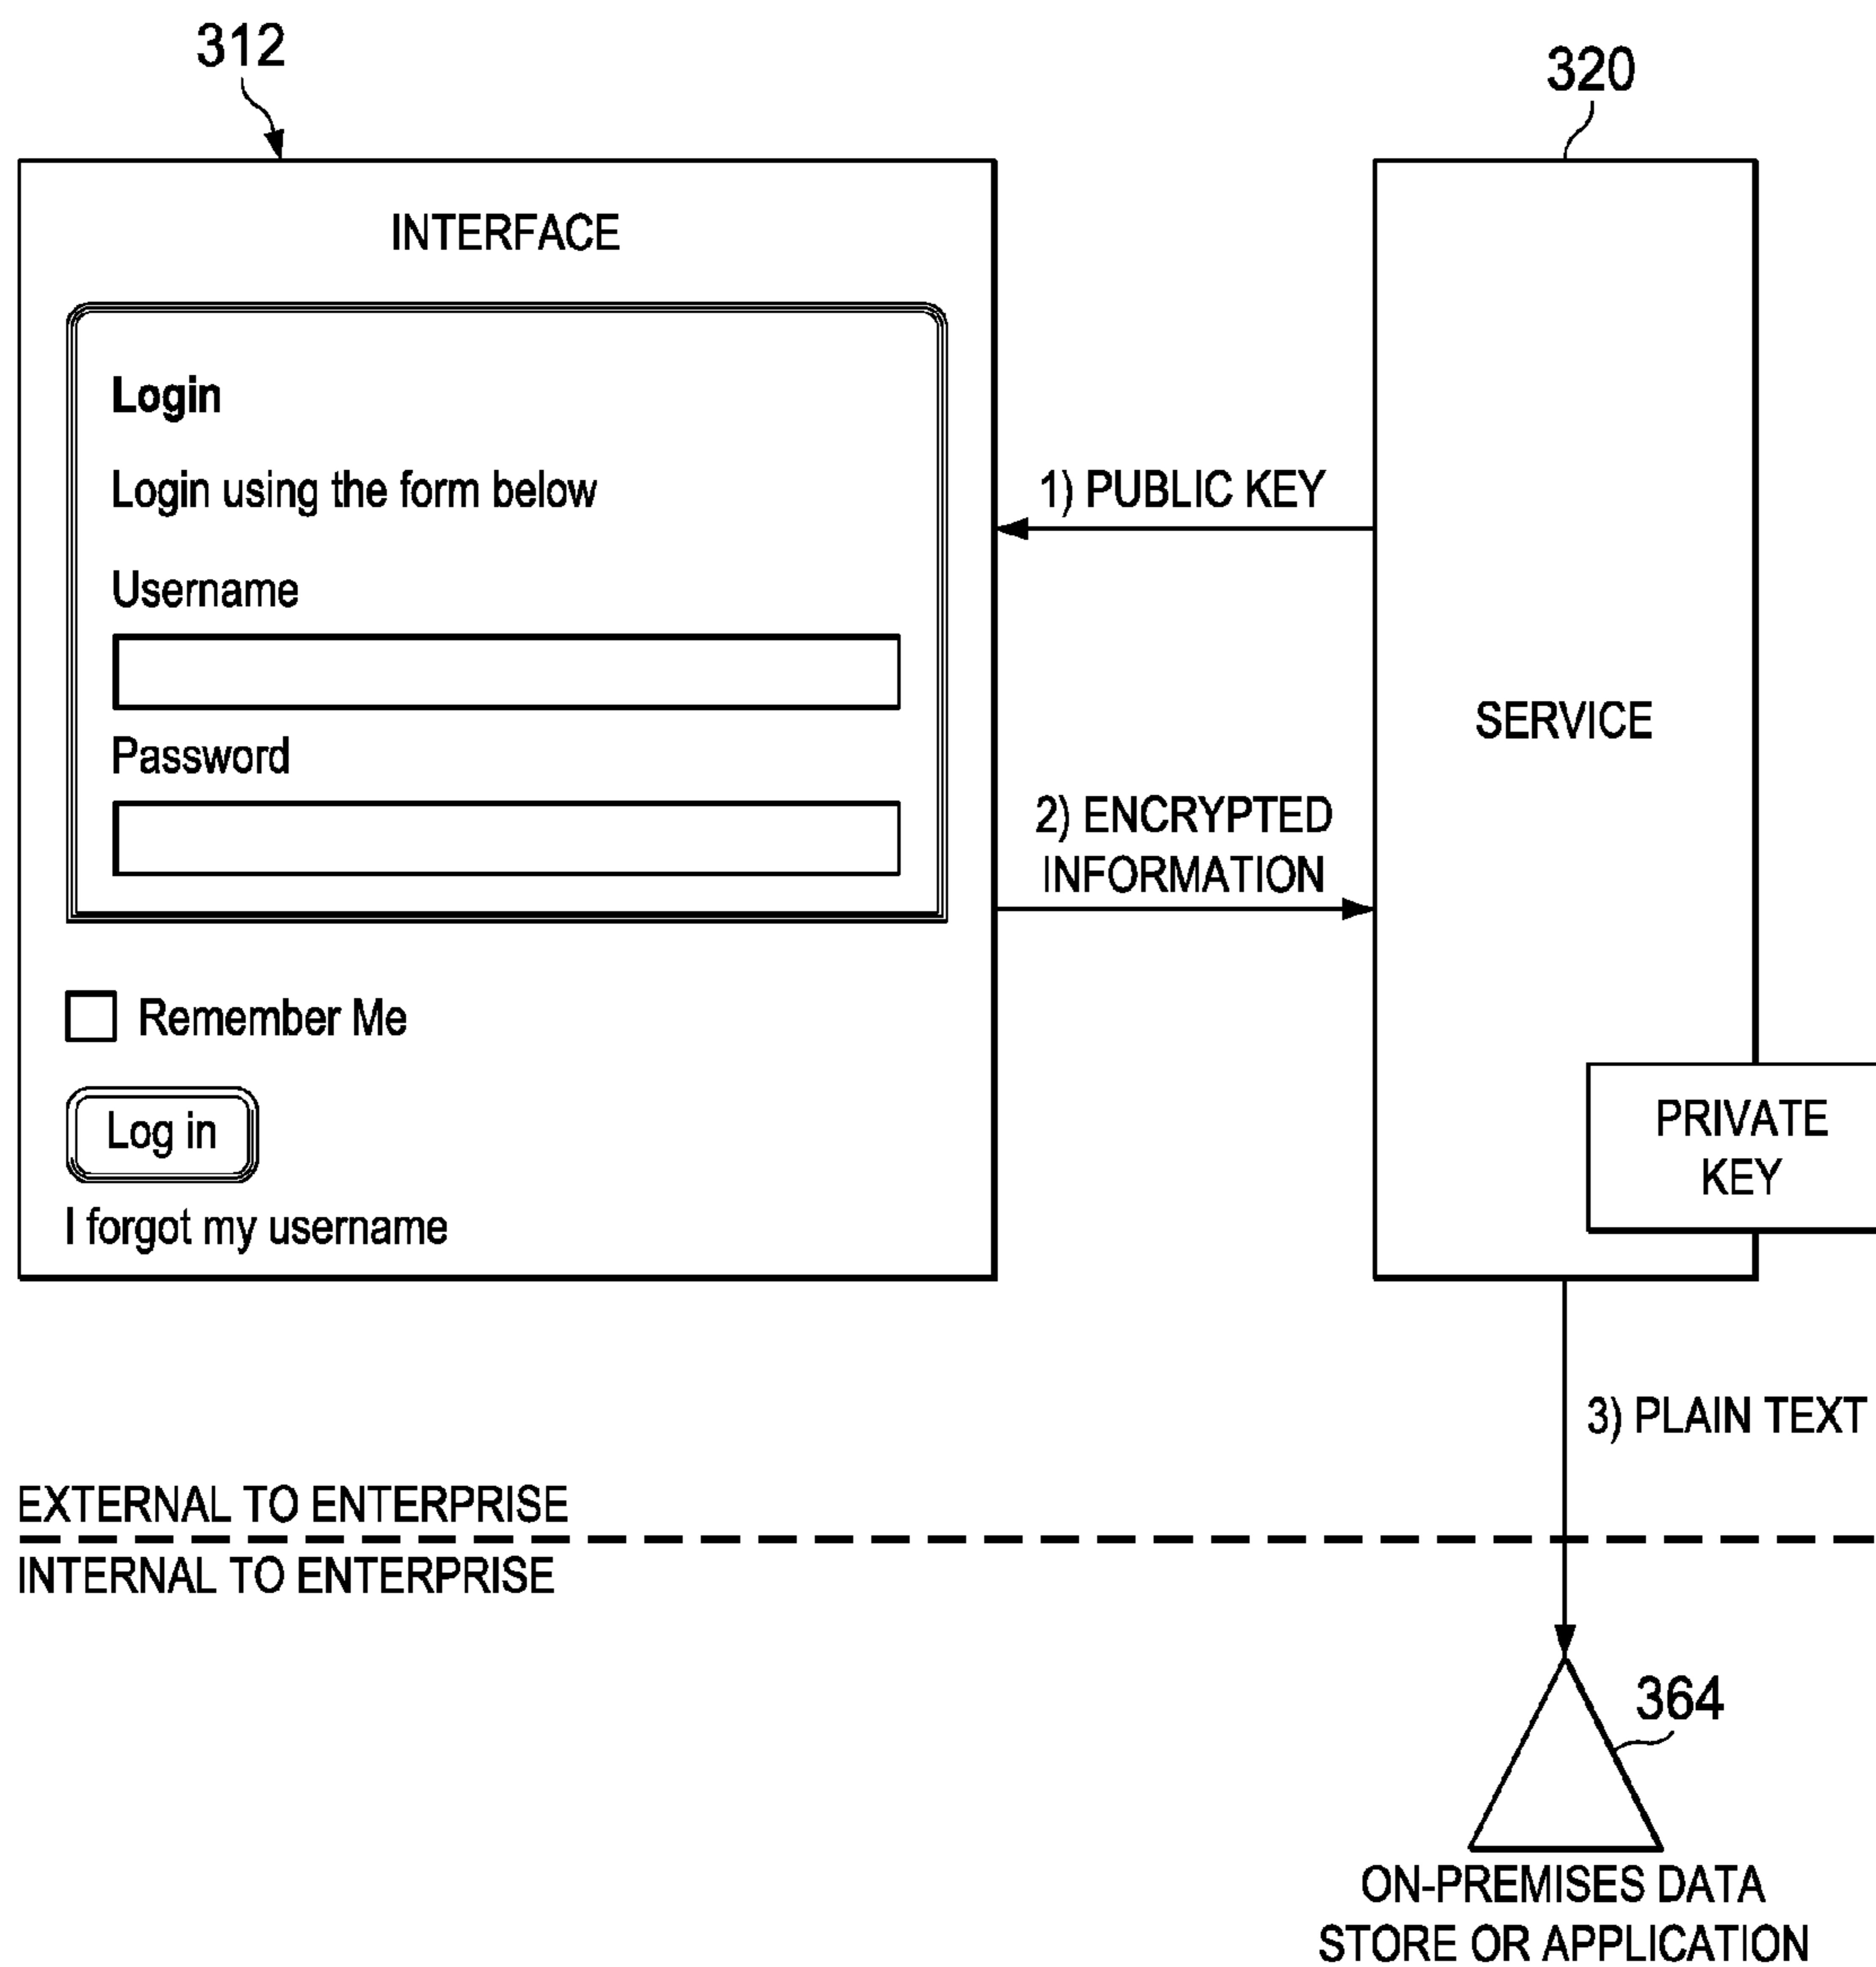 312
320
INTERFACE
Login
Login using the form below
Username
Password
Remember Me
Log in
I forgot my username
1) PUBLIC KEY
2) ENCRYPTED
INFORMATION
SERVICE
PRIVATE
KEY
3) PLAIN TEXT
EXTERNAL TO ENTERPRISE
INTERNAL TO ENTERPRISE
364
ON-PREMISES DATA
STORE OR APPLICATION